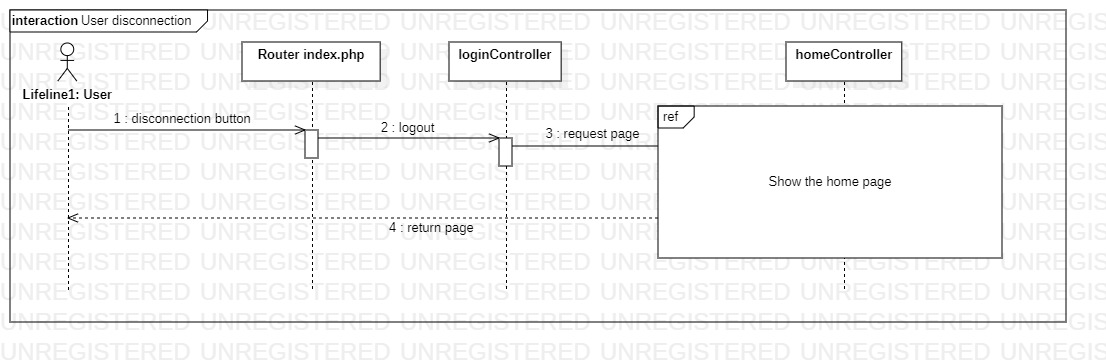 interaction User disconnection
Router index.php
loginController
homeController
Lifeline1: User
1 : disconnection button
2 : logout
3 : request page
ref
Show the home page
4 : return page
UNREGISTERED UNREGISTERED UNREGISTERED UNREGISTERED UNREGISTERED UNREGISTERED